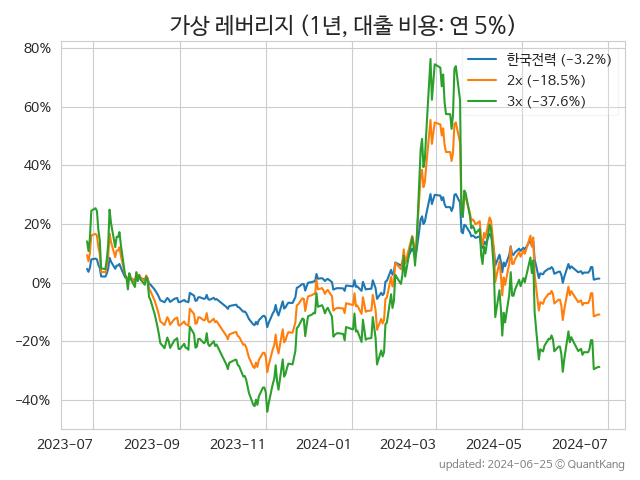 가상 레버리지 (1년, 대출 비용: 연 5%)
80%
60%
40%
20%
0%
−20%
−40%
한국전력 (−3.2%)
2x (−18.5%)
3x (−37.6%)
2023-07
2023-09
2023-11
2024-01
2024-03
2024-05
2024-07
updated: 2024-06-25 © QuantKang